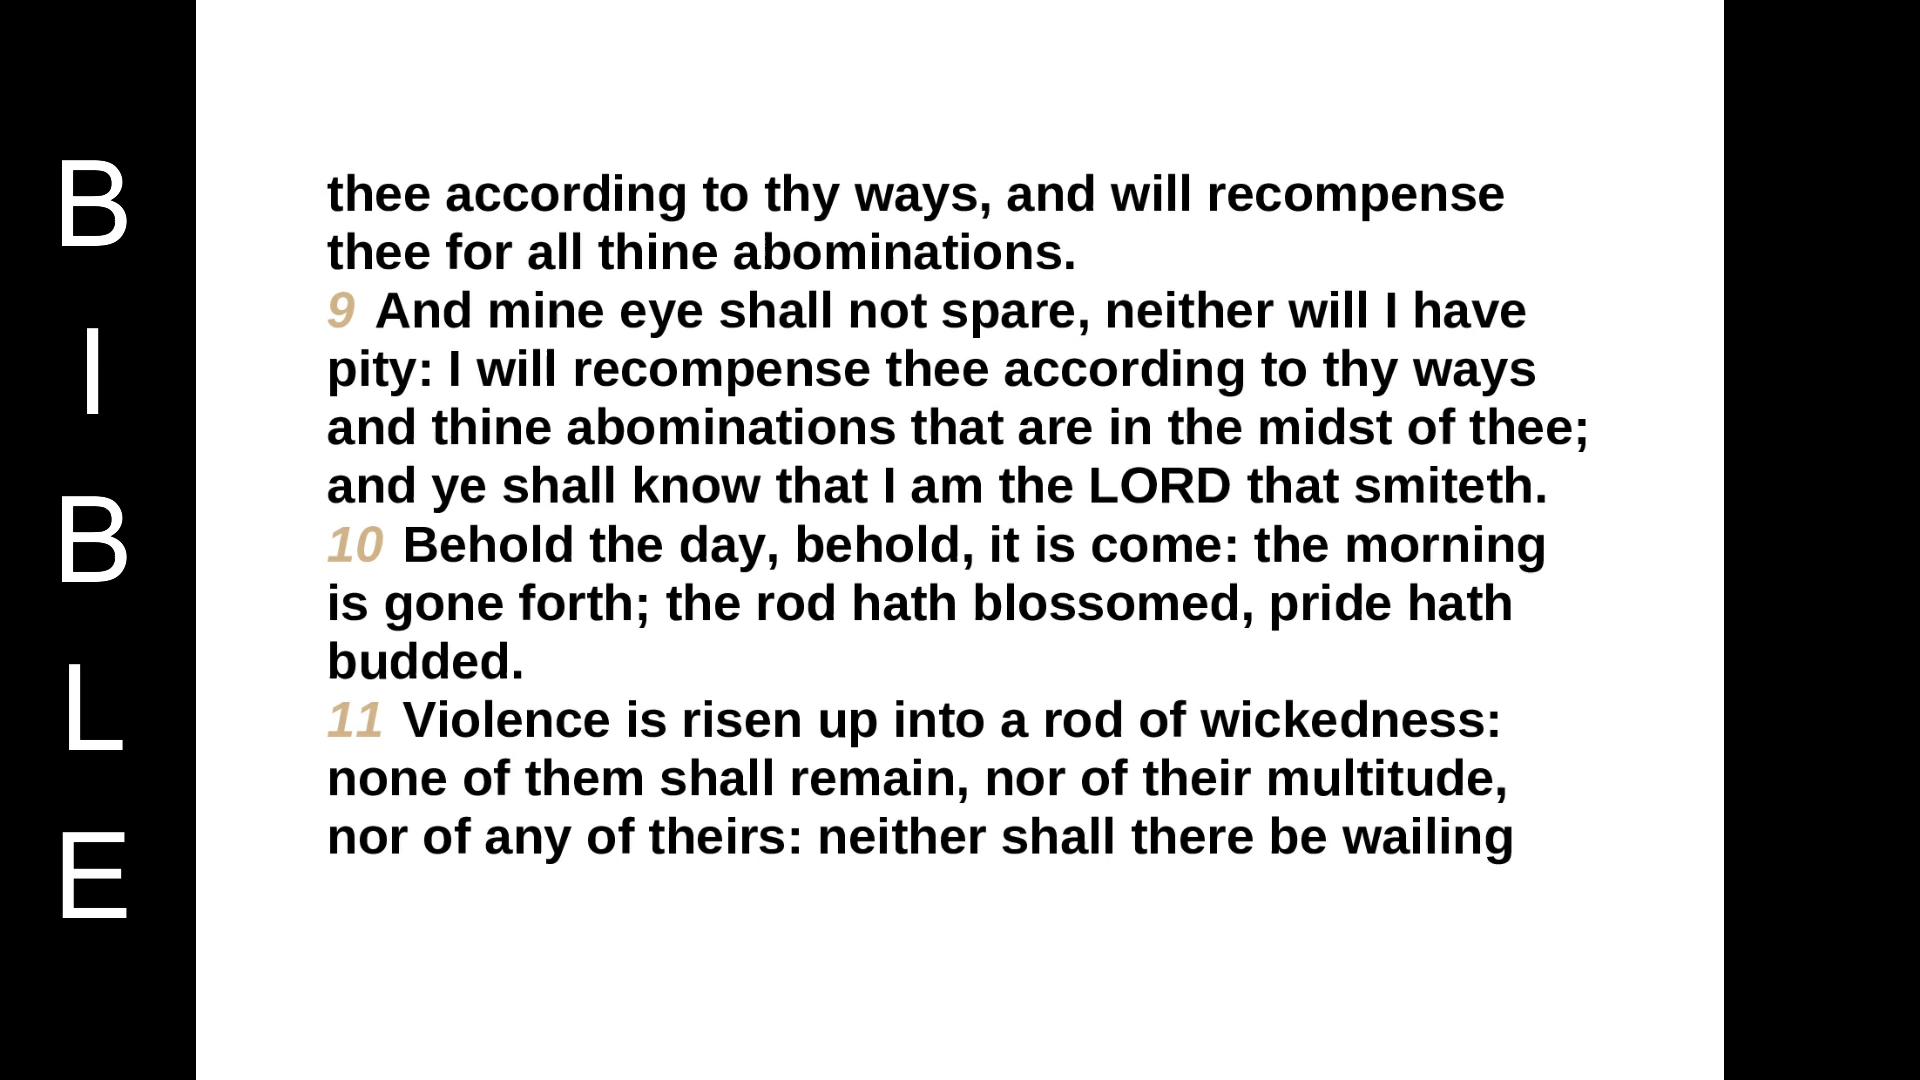 BIBLE
thee according to thy ways, and will recompense
thee for all thine abominations.
9 And mine eye shall not spare, neither will I have
pity: I will recompense thee according to thy ways
and thine abominations that are in the midst of thee;
and ye shall know that I am the LORD that smiteth.
10 Behold the day, behold, it is come: the morning
is gone forth; the rod hath blossomed, pride hath
budded.
11 Violence is risen up into a rod of wickedness:
none of them shall remain, nor of their multitude,
nor of any of theirs: neither shall there be wailing